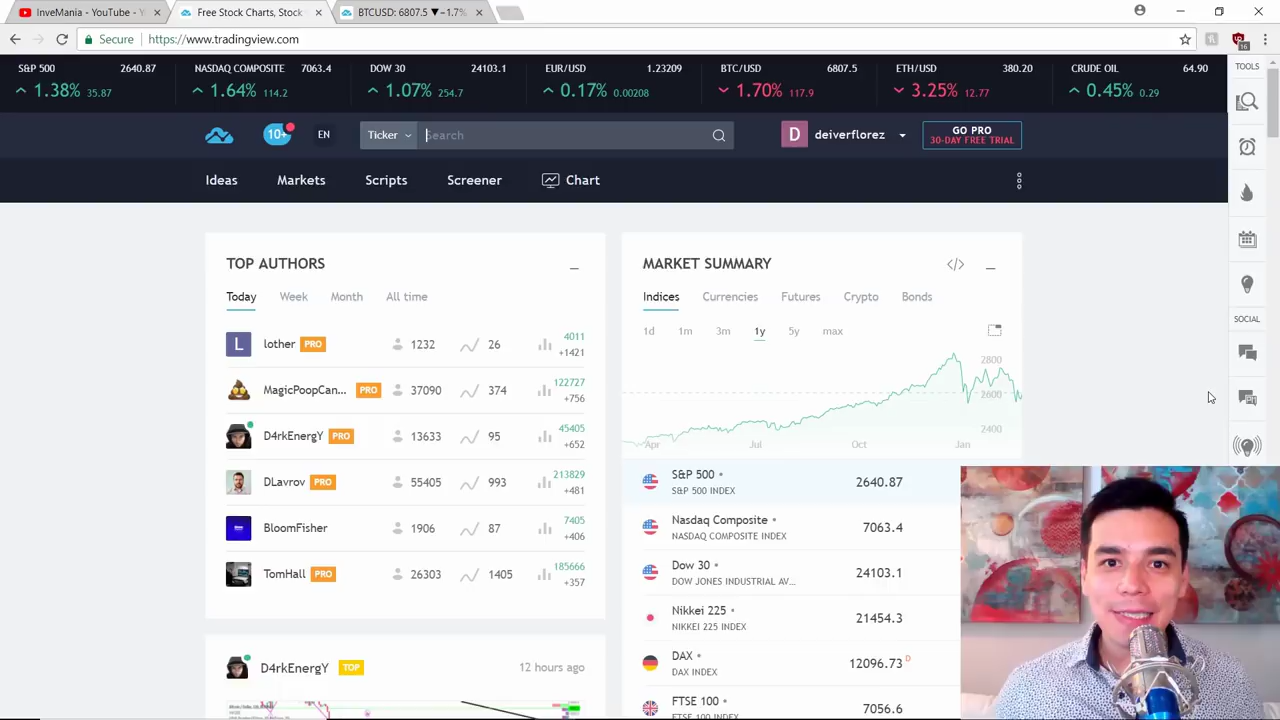 InveMania - YouTube - Y
Free Stock Charts, Stock
BTCUSD: 6807.5 ▼−1.7%
Secure
https://www.tradingview.com
16
S&P 500 2640.87
1.38% 35.87
NASDAQ COMPOSITE 7063.4
1.64% 114.2
DOW 30 24103.1
1.07% 254.7
EUR/USD 1.23209
0.17% 0.00208
BTC/USD 6807.5
1.70% 117.9
ETH/USD 380.20
3.25% 12.77
CRUDE OIL 64.90
0.45% 0.29
TOOLS
10+
EN
Ticker
Search
D
deiverflorez
GO PRO
30-DAY FREE TRIAL
Ideas
Markets
Scripts
Screener
Chart
SOCIAL
TOP AUTHORS
Today Week Month All time
L lother PRO 1232 26 4011 +1421
MagicPoopCan... PRO 37090 374 122727 +756
D4rkEnergY PRO 13633 95 45405 +652
DLavrov PRO 55405 993 213829 +481
BloomFisher 1906 87 7405 +406
TomHall PRO 26303 1405 185666 +357
D4rkEnergY TOP 12 hours ago
MARKET SUMMARY
</>
Indices Currencies Futures Crypto Bonds
1d 1m 3m 1y 5y max
2800
2600
2400
Apr Jul Oct Jan
S&P 500 2640.87
S&P 500 INDEX
Nasdaq Composite 7063.4
NASDAQ COMPOSITE INDEX
Dow 30 24103.1
DOW JONES INDUSTRIAL AV...
Nikkei 225 21454.3
NIKKEI 225 INDEX
DAX 12096.73 D
DAX INDEX
FTSE 100 7056.6
FTSE 100 INDEX